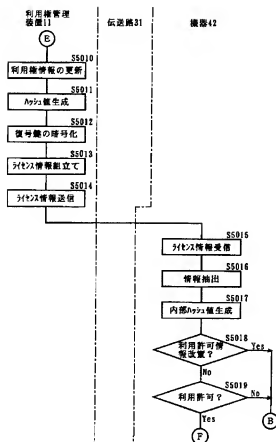 利用権管理
装置11
伝送路31
機器42
E
S5010
利用権情報の更新
S5011
ハッシュ値生成
S5012
復号鍵の暗号化
S5013
ライセンス情報組立て
S5014
ライセンス情報送信
S5015
ライセンス情報受信
S5016
情報抽出
S5017
内部ハッシュ値生成
S5018
利用許可情
報改竄?
Yes
No
S5019
利用許可?
No
Yes
B
F